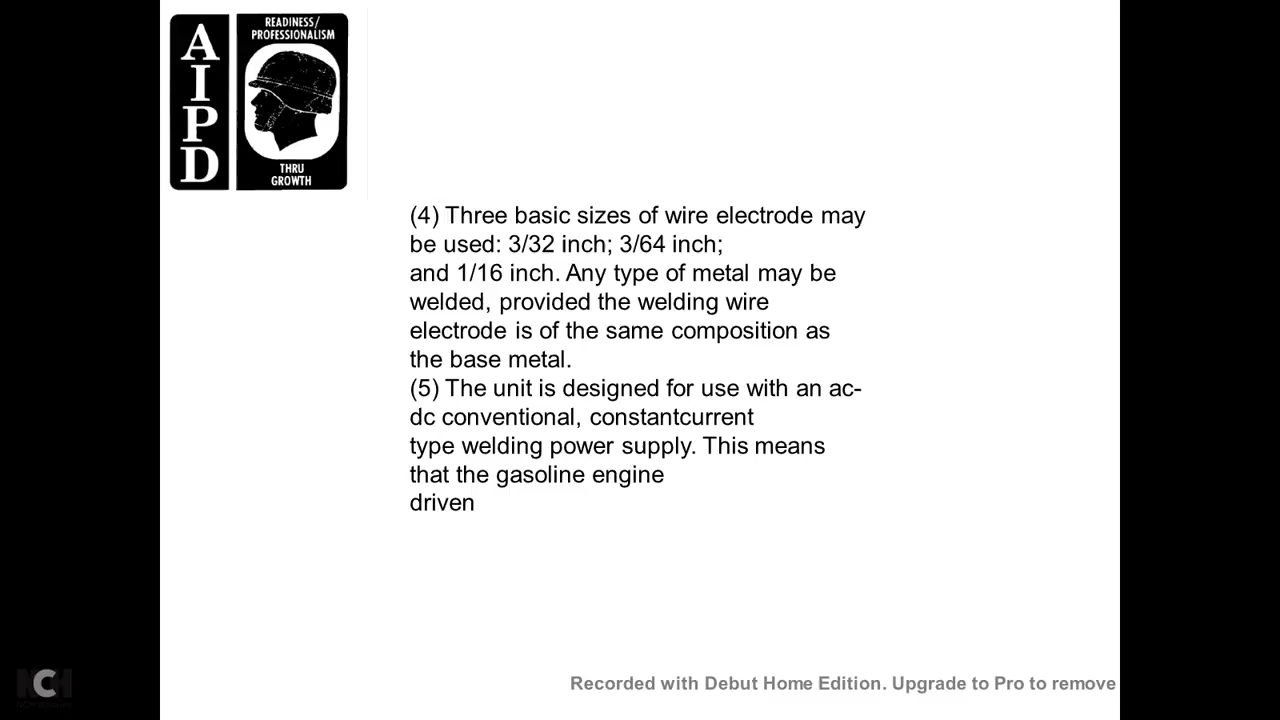 AIPD
READINESS/
PROFESSIONALISM
THRU
GROWTH
(4) Three basic sizes of wire electrode may
be used: 3/32 inch; 3/64 inch;
and 1/16 inch. Any type of metal may be
welded, provided the welding wire
electrode is of the same composition as
the base metal.
(5) The unit is designed for use with an ac-
dc conventional, constantcurrent
type welding power supply. This means
that the gasoline engine
driven
NCH
Recorded with Debut Home Edition. Upgrade to Pro to remove